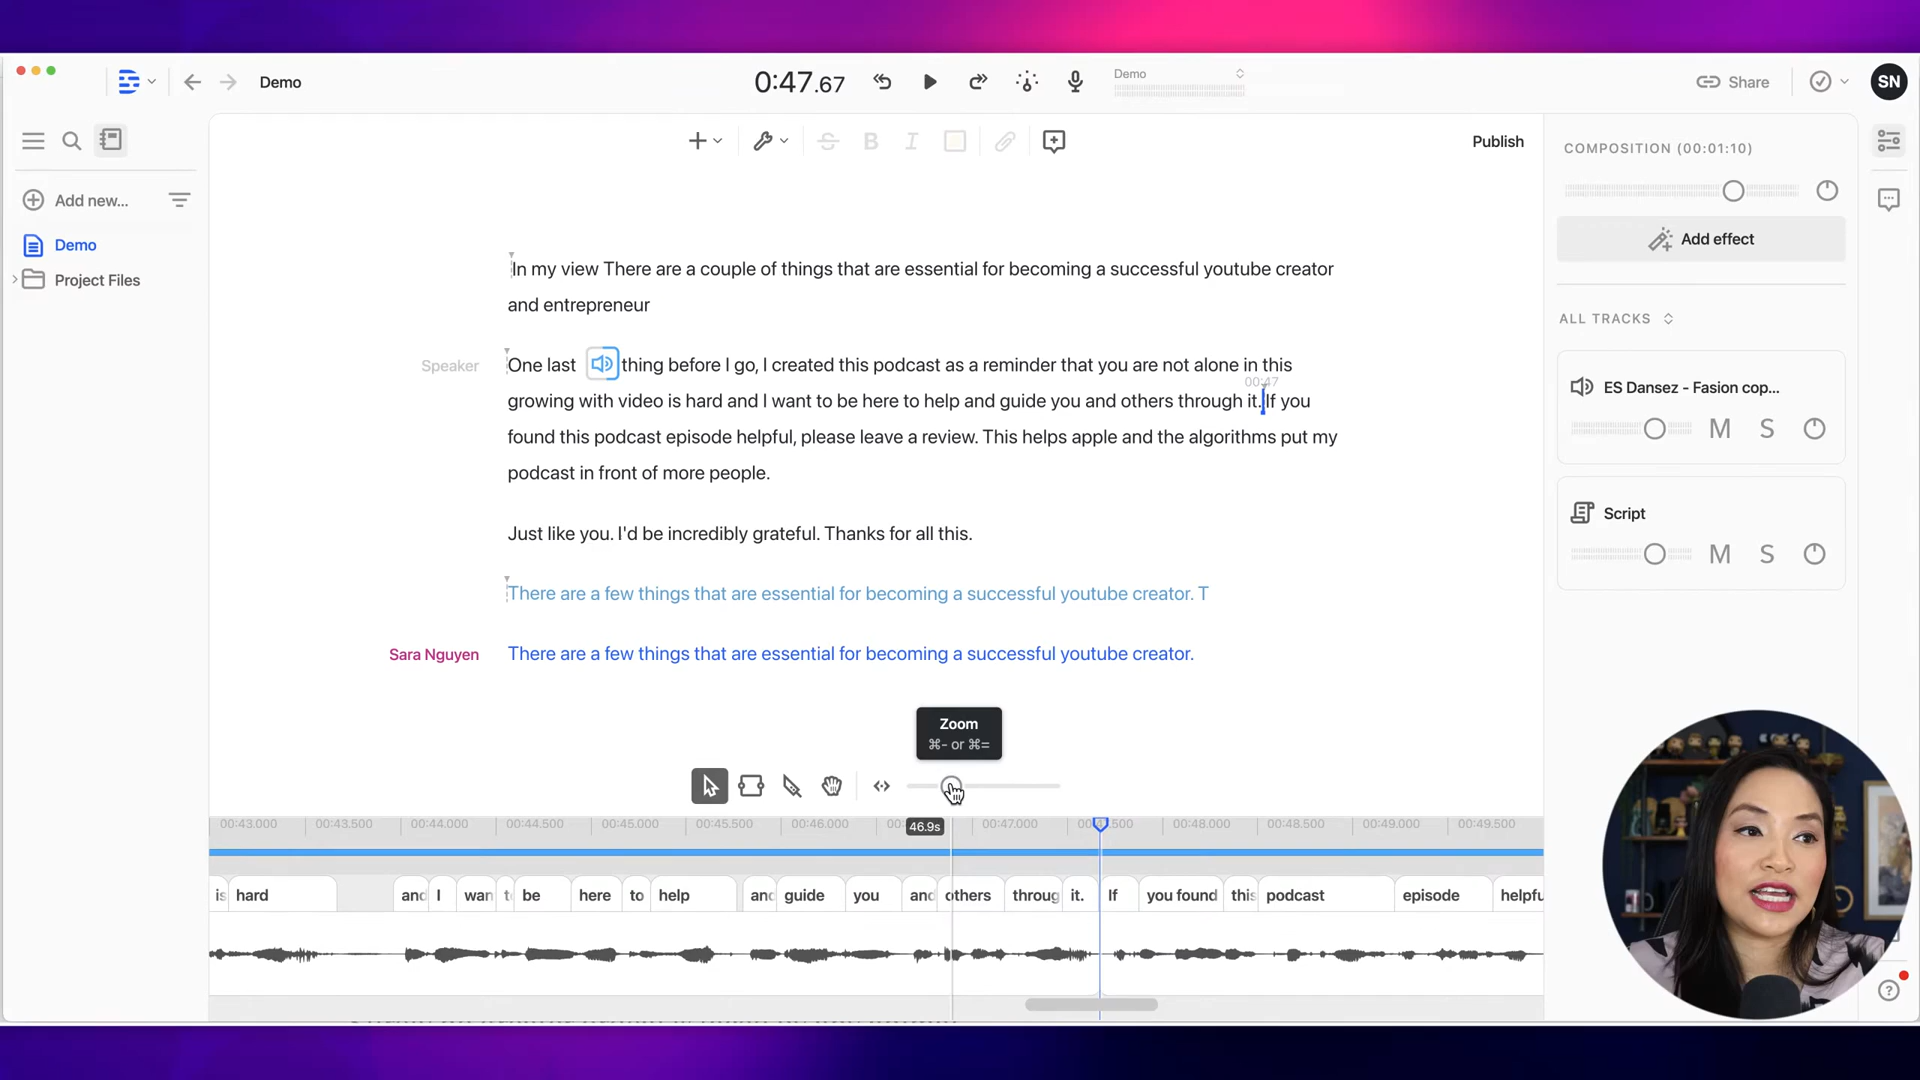 Demo
0:47.67
Demo
Share
SN
Publish
COMPOSITION (00:01:10)
Add new...
Add effect
Demo
Project Files
In my view There are a couple of things that are essential for becoming a successful youtube creator
and entrepreneur
ALL TRACKS
Speaker
One last thing before I go, I created this podcast as a reminder that you are not alone in this
00:47
growing with video is hard and I want to be here to help and guide you and others through it. If you
found this podcast episode helpful, please leave a review. This helps apple and the algorithms put my
podcast in front of more people.
ES Dansez - Fasion cop...
M S
Script
M S
Just like you. I'd be incredibly grateful. Thanks for all this.
There are a few things that are essential for becoming a successful youtube creator. T
Sara Nguyen
There are a few things that are essential for becoming a successful youtube creator.
Zoom
⌘- or ⌘=
00:43.000 00:43.500 00:44.000 00:44.500 00:45.000 00:45.500 00:46.000 46.9s 00:47.000 00:48.000 00:48.500 00:49.000 00:49.500
is hard and I wan t be here to help and guide you and others throug it. If you found this podcast episode helpfu